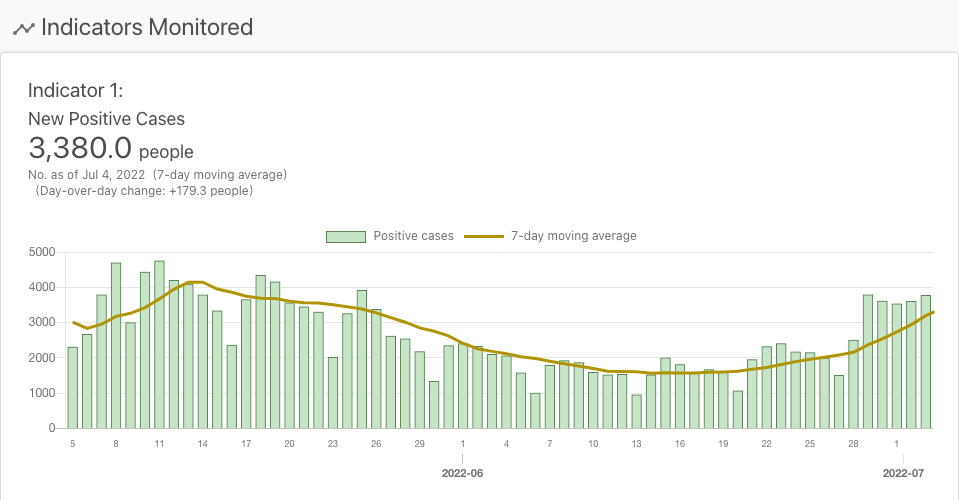 Indicators Monitored
Indicator 1:
New Positive Cases
3,380.0 people
No. as of Jul 4, 2022 (7-day moving average)
(Day-over-day change: +179.3 people)
Positive cases 7-day moving average
5000
4000
3000
2000
1000
0
5 8 11 14 17 20 23 26 29 1 4 7 10 13 16 19 22 25 28 1
2022-06 2022-07